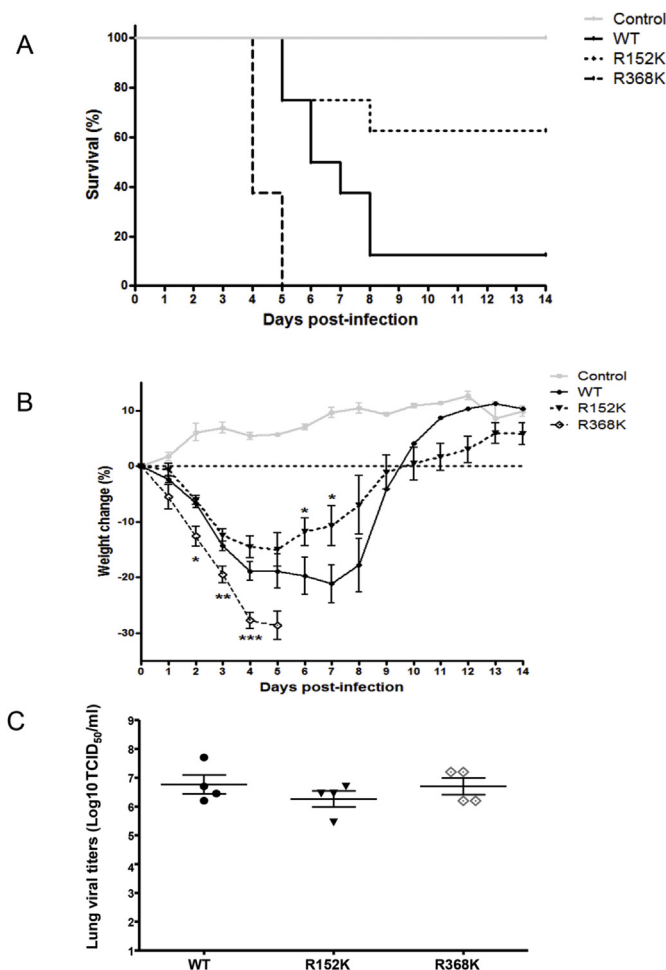 A
Control
WT
R152K
R368K
100
80
60
40
20
0
Survival (%)
0 1 2 3 4 5 6 7 8 9 10 11 12 13 14
Days post-infection
B
Control
WT
R152K
R368K
10
0
-10
-20
-30
Weight change (%)
* *
*
**
***
0 1 2 3 4 5 6 7 8 9 10 11 12 13 14
Days post-infection
C
9
8
7
6
5
4
3
2
1
Lung viral titers (Log10 TCID50/ml)
WT R152K R368K